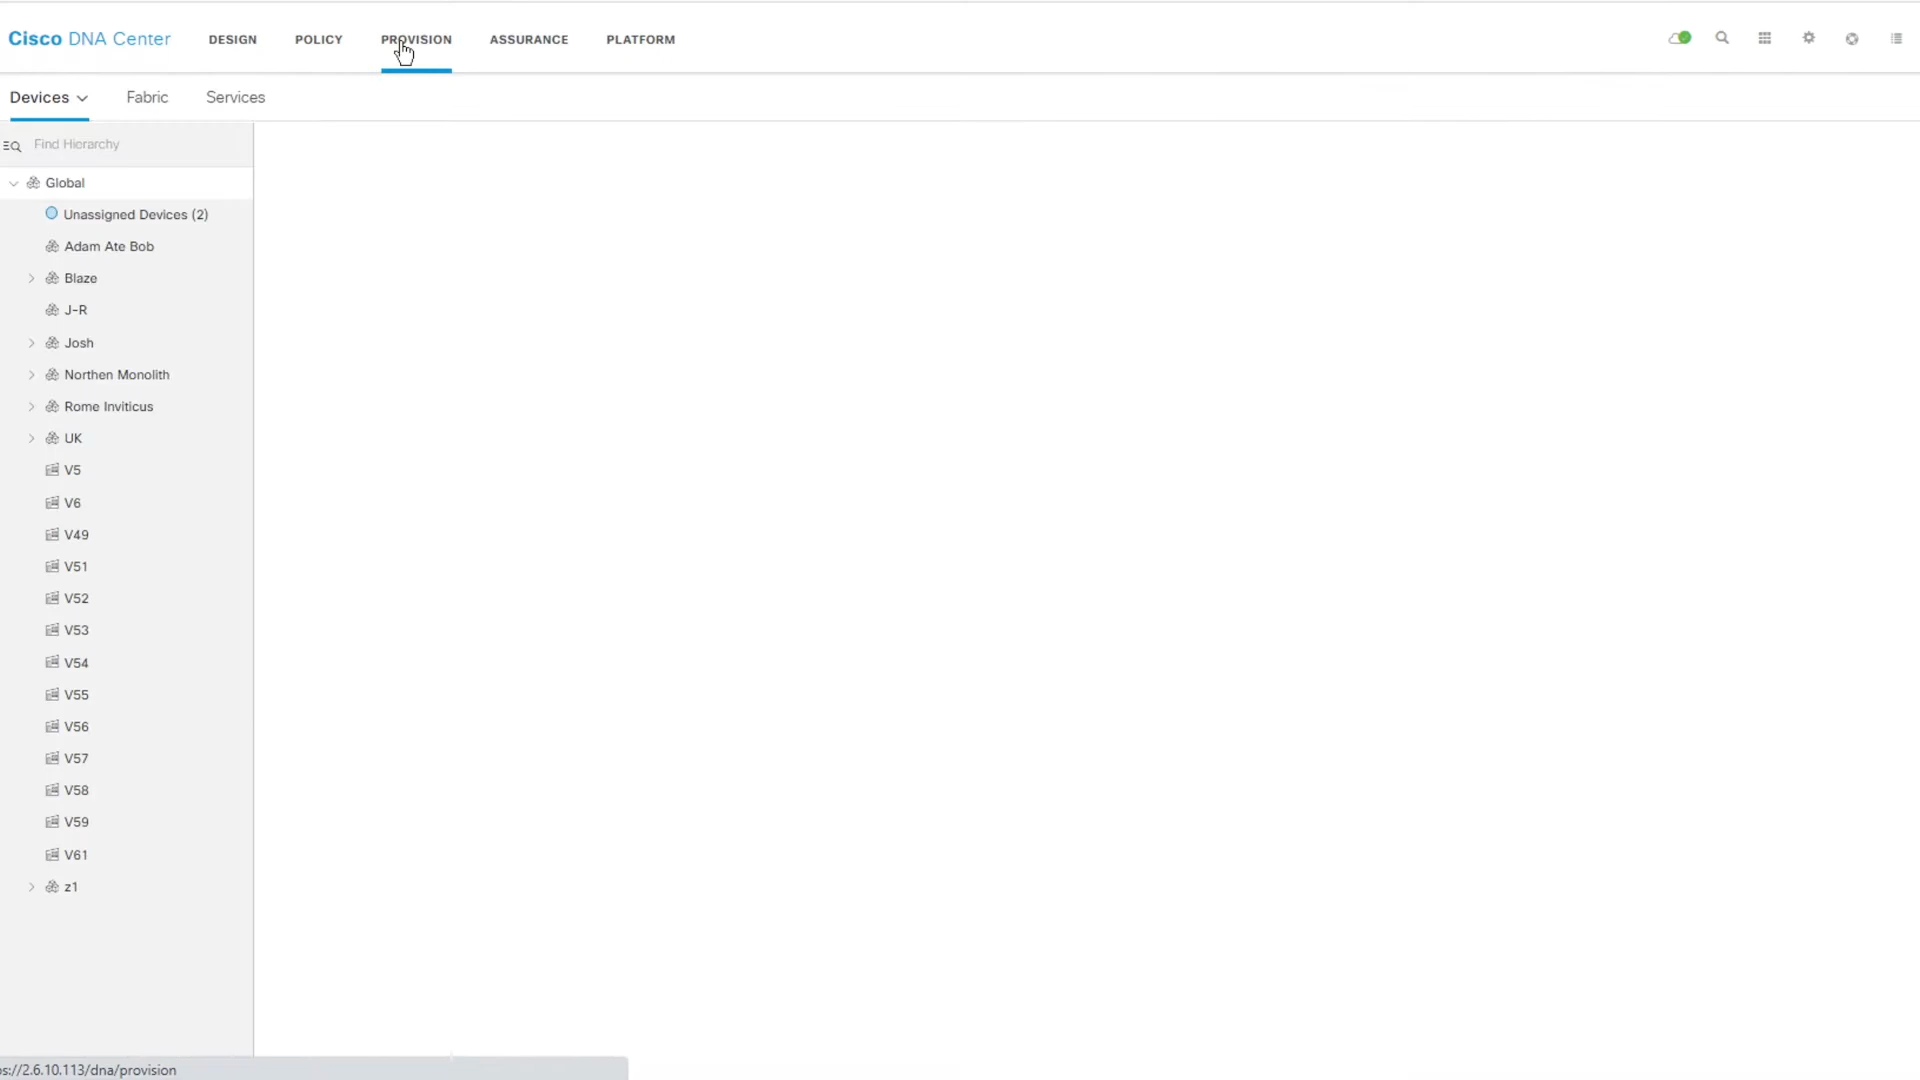 Cisco DNA Center DESIGN POLICY PROVISION ASSURANCE PLATFORM
Devices Fabric Services
Find Hierarchy
Global
Unassigned Devices (2)
Adam Ate Bob
Blaze
J-R
Josh
Northen Monolith
Rome Inviticus
UK
V5
V6
V49
V51
V52
V53
V54
V55
V56
V57
V58
V59
V61
z1
ps://2.6.10.113/dna/provision